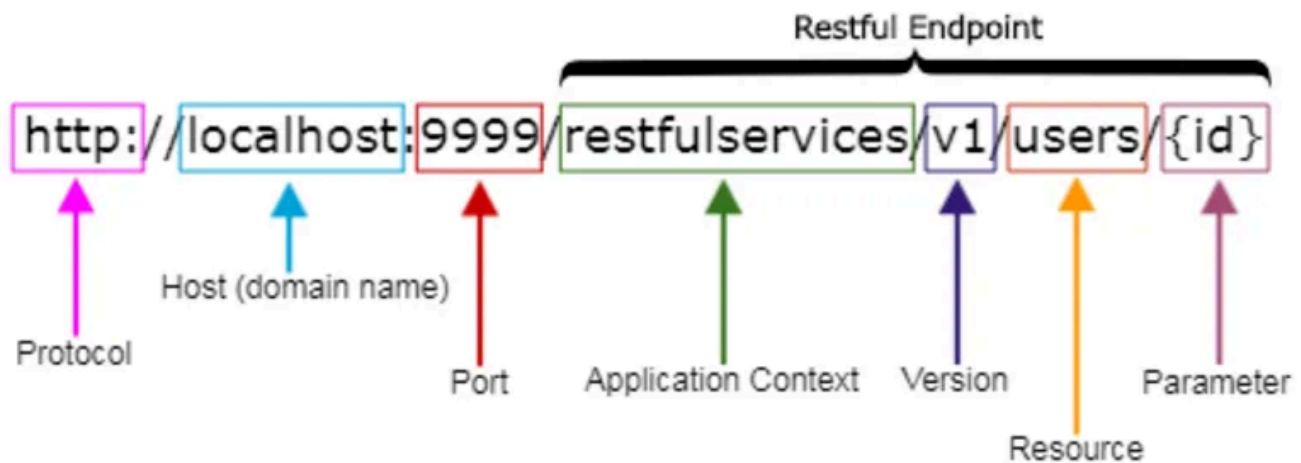 Restful Endpoint
http://localhost:9999/restfulservices/v1/users/{id}
Host (domain name)
Protocol
Port
Application Context
Version
Parameter
Resource